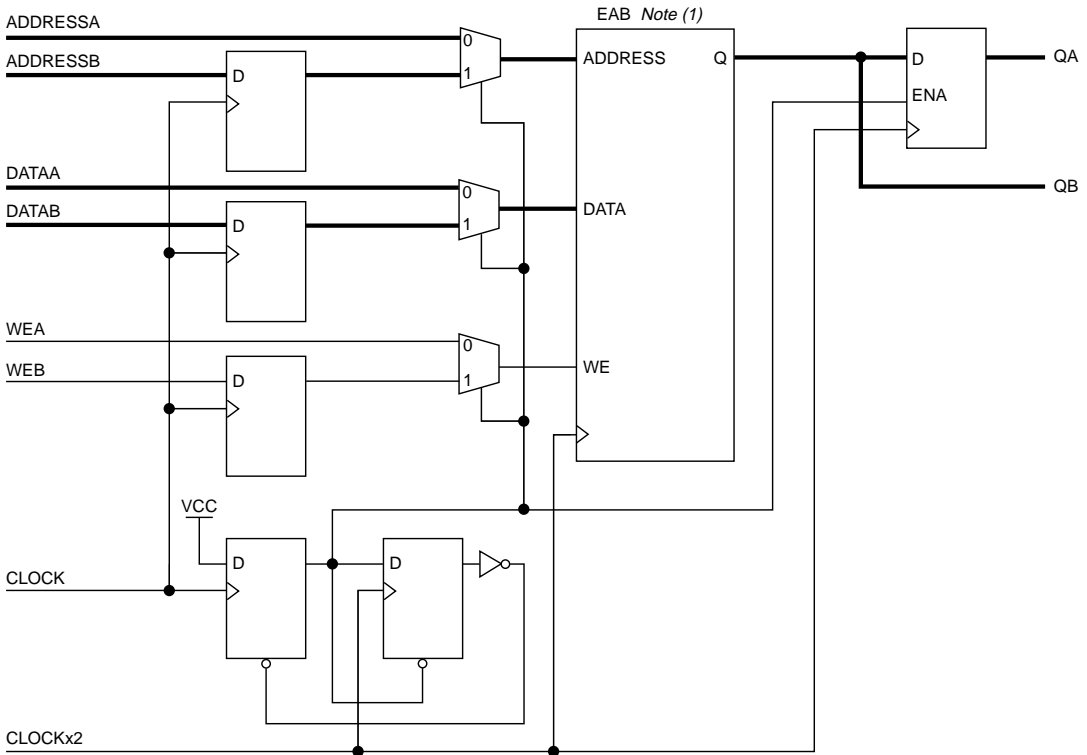 EAB Note (1)
ADDRESSA
0
ADDRESSB
D
1
ADDRESS
Q
D
QA
ENA
DATAA
0
QB
DATAB
D
1
DATA
WEA
0
WEB
D
1
WE
VCC
D
D
CLOCK
CLOCKx2